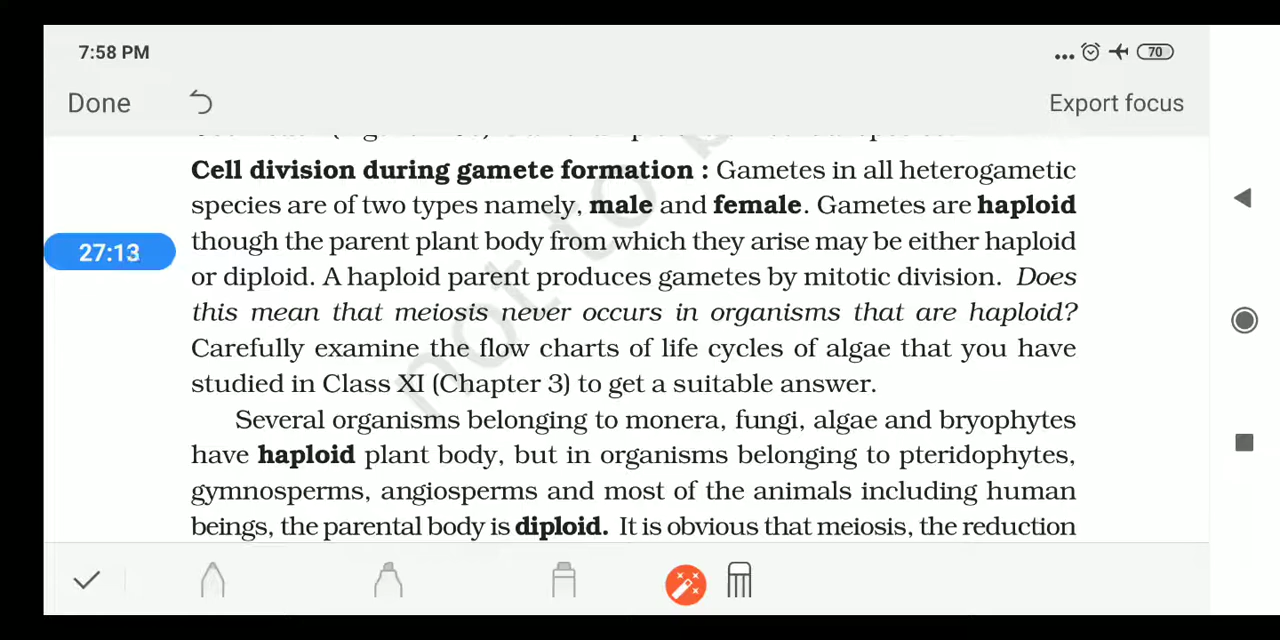 7:58 PM
70
Done
Export focus
Cell division during gamete formation : Gametes in all heterogametic
species are of two types namely, male and female. Gametes are haploid
27:13
though the parent plant body from which they arise may be either haploid
or diploid. A haploid parent produces gametes by mitotic division. Does
this mean that meiosis never occurs in organisms that are haploid?
Carefully examine the flow charts of life cycles of algae that you have
studied in Class XI (Chapter 3) to get a suitable answer.
Several organisms belonging to monera, fungi, algae and bryophytes
have haploid plant body, but in organisms belonging to pteridophytes,
gymnosperms, angiosperms and most of the animals including human
beings, the parental body is diploid. It is obvious that meiosis, the reduction
not to b